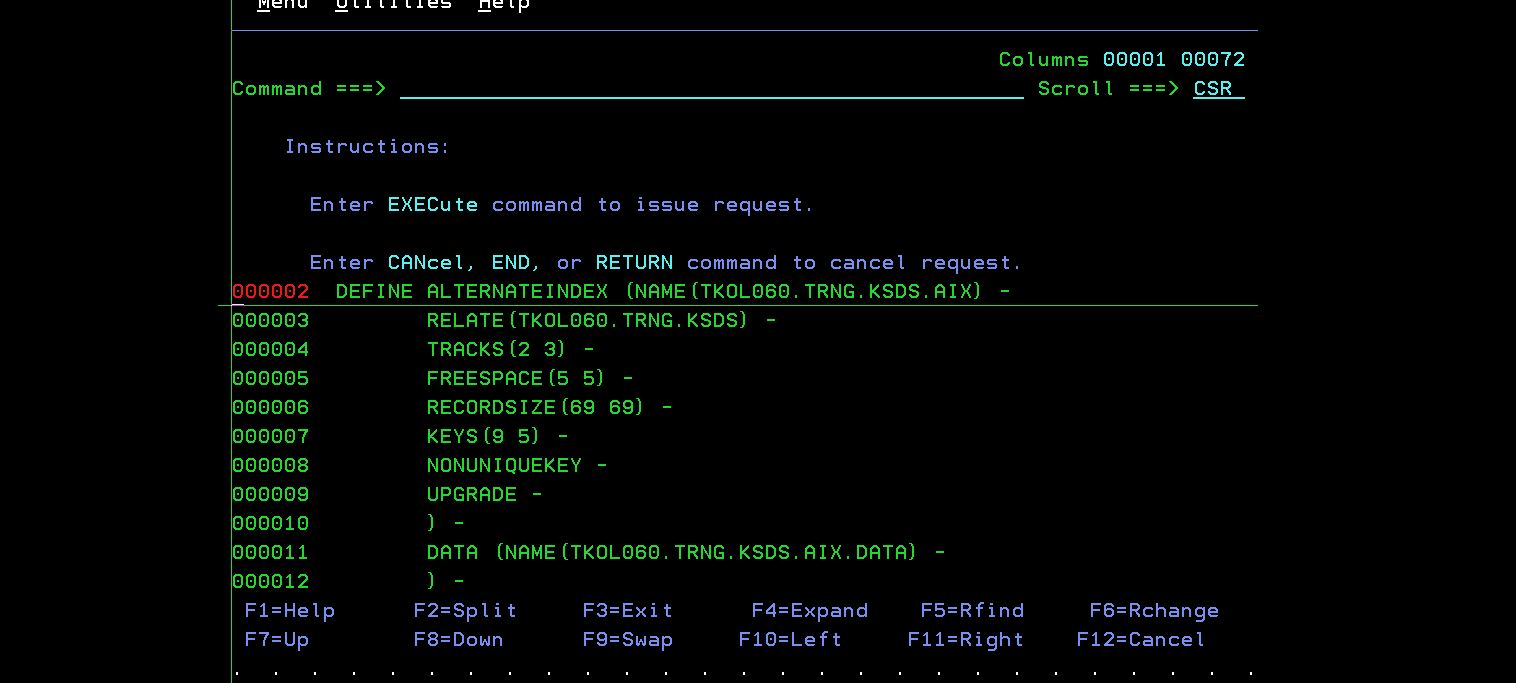 Menu Utilities Help
Columns 00001 00072
Command ===> Scroll ===> CSR
Instructions:
Enter EXECute command to issue request.
Enter CANcel, END, or RETURN command to cancel request.
000002 DEFINE ALTERNATEINDEX (NAME(TKOL060.TRNG.KSDS.AIX) -
000003 RELATE(TKOL060.TRNG.KSDS) -
000004 TRACKS(2 3) -
000005 FREESPACE(5 5) -
000006 RECORDSIZE(69 69) -
000007 KEYS(9 5) -
000008 NONUNIQUEKEY -
000009 UPGRADE -
000010 ) -
000011 DATA (NAME(TKOL060.TRNG.KSDS.AIX.DATA) -
000012 ) -
F1=Help F2=Split F3=Exit F4=Expand F5=Rfind F6=Rchange
F7=Up F8=Down F9=Swap F10=Left F11=Right F12=Cancel